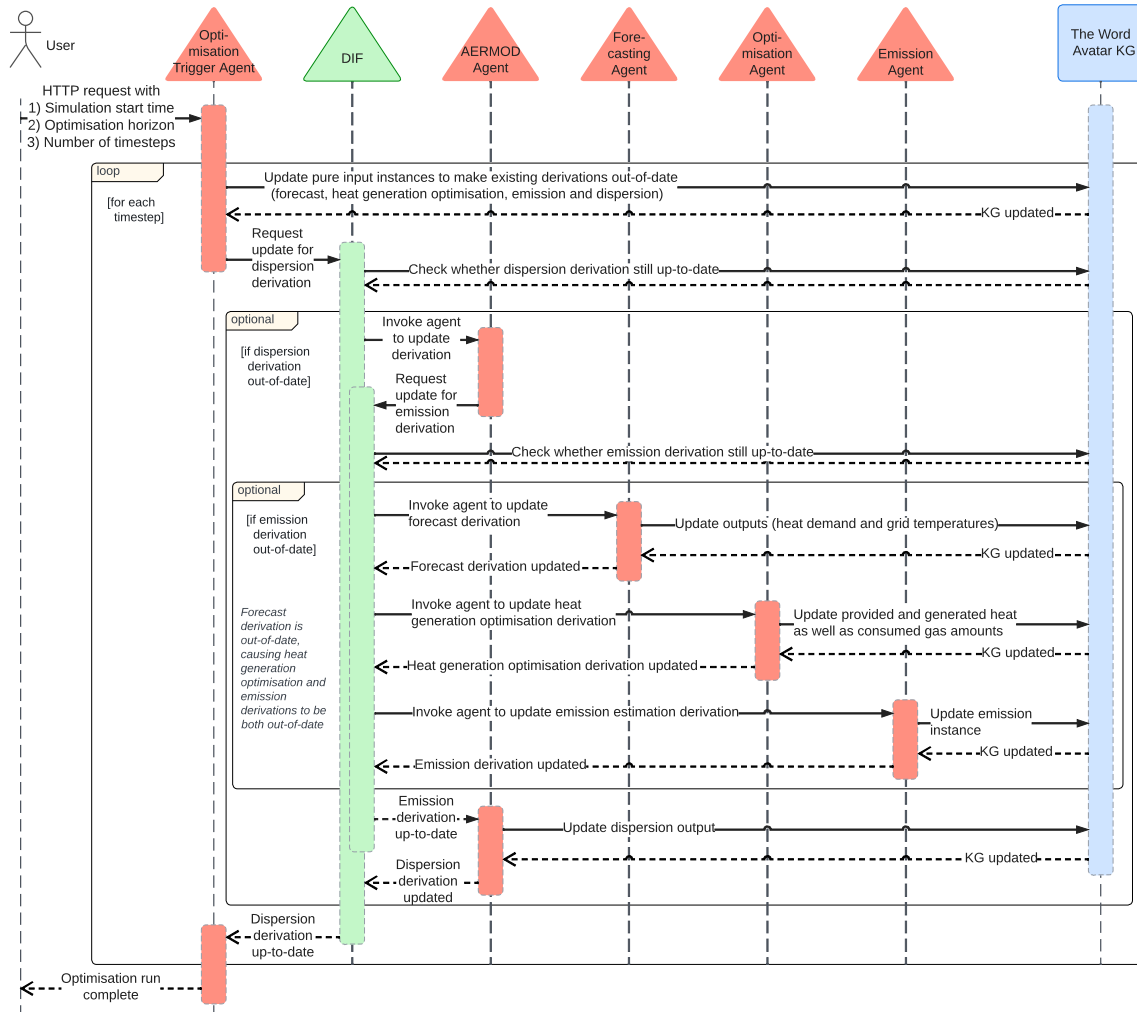 User
Opti-
misation
Trigger Agent
DIF
AERMOD
Agent
Fore-
casting
Agent
Opti-
misation
Agent
Emission
Agent
The Word
Avatar KG
HTTP request with
1) Simulation start time
2) Optimisation horizon
3) Number of timesteps
loop
[for each
timestep]
Update pure input instances to make existing derivations out-of-date
(forecast, heat generation optimisation, emission and dispersion)
KG updated
Request
update for
dispersion
derivation
Check whether dispersion derivation still up-to-date
optional
[if dispersion
derivation
out-of-date]
Invoke agent
to update
derivation
Request
update for
emission
derivation
Check whether emission derivation still up-to-date
optional
[if emission
derivation
out-of-date]
Invoke agent to update
forecast derivation
Update outputs (heat demand and grid temperatures)
KG updated
Forecast derivation updated
Forecast
derivation is
out-of-date,
causing heat
generation
optimisation and
emission
derivations to be
both out-of-date
Invoke agent to update heat
generation optimisation derivation
Update provided and generated heat
as well as consumed gas amounts
KG updated
Heat generation optimisation derivation updated
Invoke agent to update emission estimation derivation
Update emission
instance
KG updated
Emission derivation updated
Emission
derivation
up-to-date
Update dispersion output
KG updated
Dispersion
derivation
updated
Dispersion
derivation
up-to-date
Optimisation run
complete